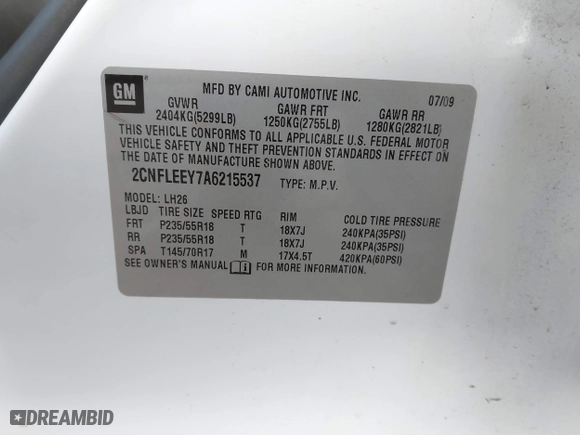 GM
MFD BY CAMI AUTOMOTIVE INC. 07/09
GVWR GAWR FRT GAWR RR
2404KG(5299LB) 1250KG(2755LB) 1280KG(2821LB)
THIS VEHICLE CONFORMS TO ALL APPLICABLE U.S. FEDERAL MOTOR
VEHICLE SAFETY AND THEFT PREVENTION STANDARDS IN EFFECT ON
THE DATE OF MANUFACTURE SHOWN ABOVE.
2CNFLEEY7A6215537 TYPE: M.P.V.
MODEL: LH26
LBJD TIRE SIZE SPEED RTG RIM COLD TIRE PRESSURE
FRT P235/55R18 T 18X7J 240KPA(35PSI)
RR P235/55R18 T 18X7J 240KPA(35PSI)
SPA T145/70R17 M 17X4.5T 420KPA(60PSI)
SEE OWNER'S MANUAL FOR MORE INFORMATION.
DREAMBID